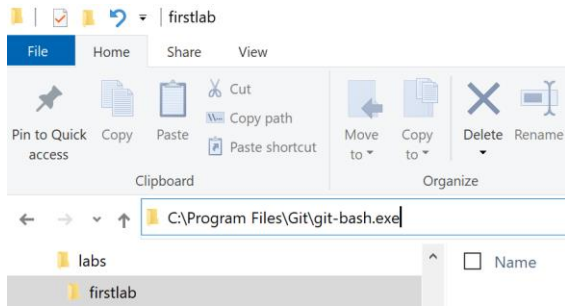 firstlab
File Home Share View
Pin to Quick access
Copy
Paste
Cut
Copy path
Paste shortcut
Move to
Copy to
Delete
Rename
Clipboard
Organize
C:\Program Files\Git\git-bash.exe
labs
Name
firstlab